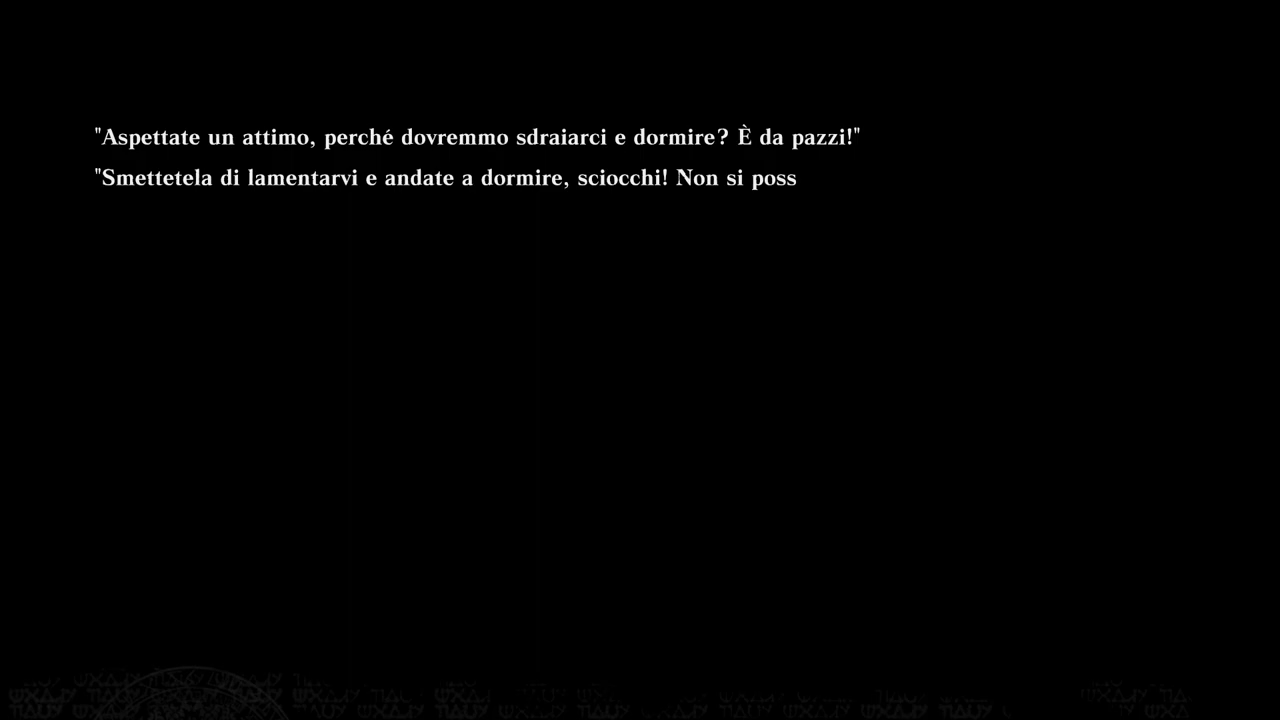 "Aspettate un attimo, perché dovremmo sdraiarci e dormire? È da pazzi!"
"Smettetela di lamentarvi e andate a dormire, sciocchi! Non si poss